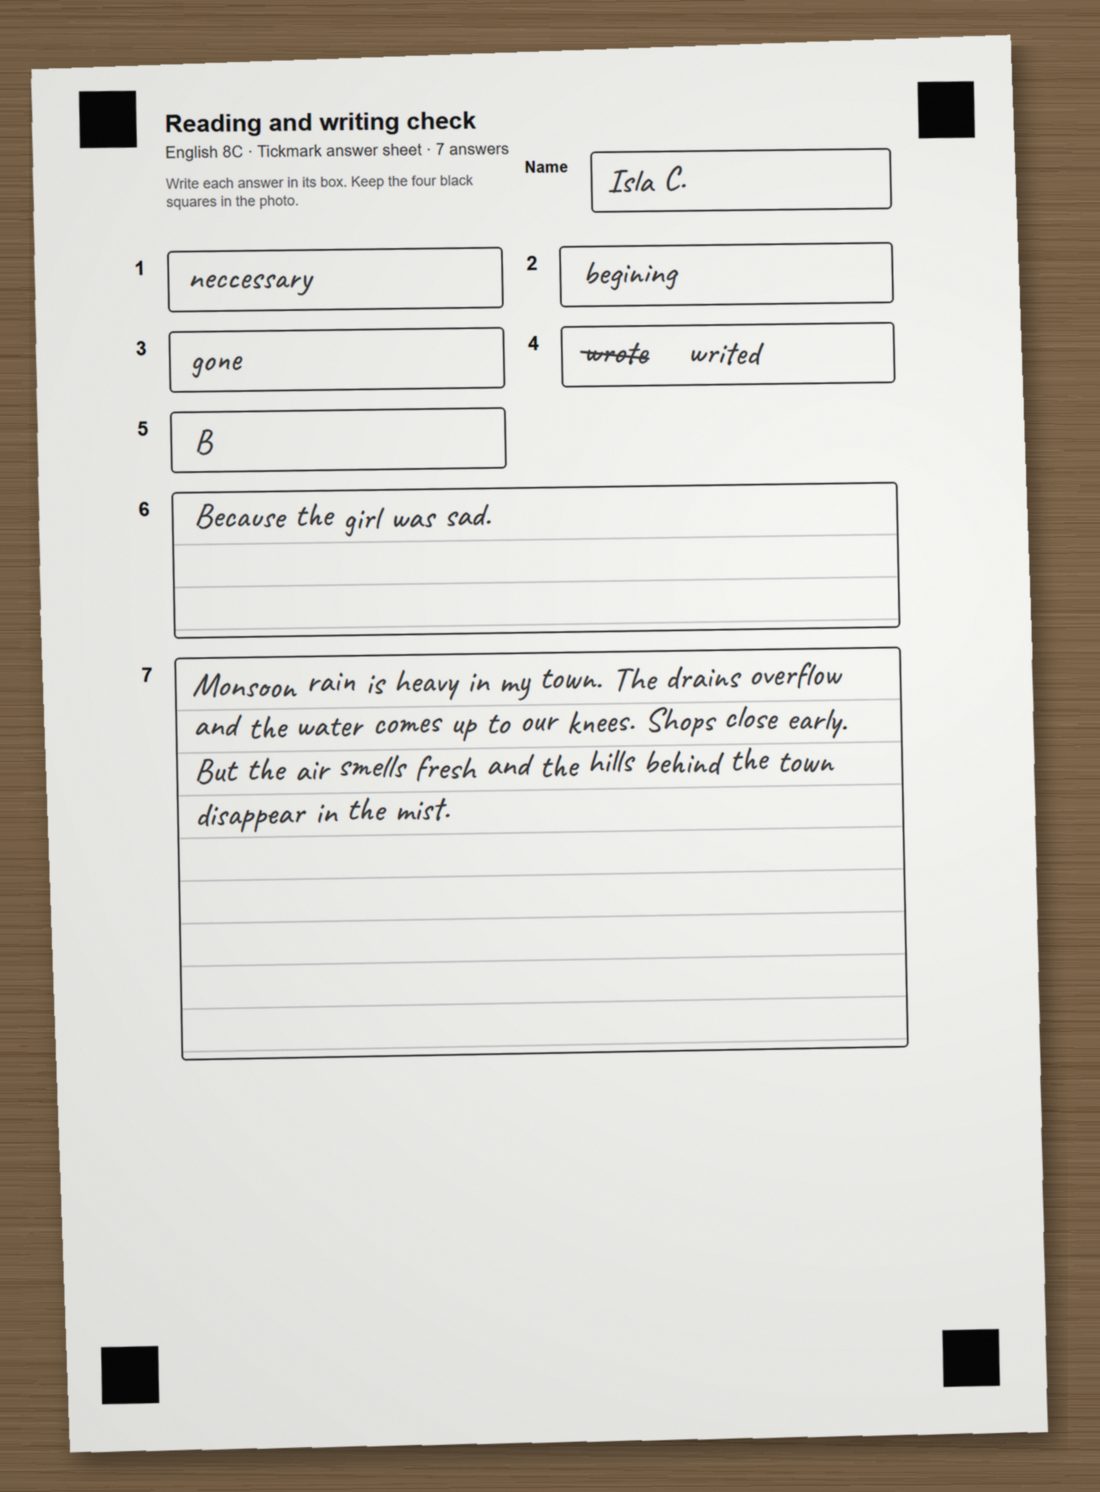 Reading and writing check
English 8C · Tickmark answer sheet · 7 answers
Write each answer in its box. Keep the four black
squares in the photo.
Name
Isla C.
1
neccessary
2
begining
3
gone
4
wrote writed
5
B
6
Because the girl was sad.
7
Monsoon rain is heavy in my town. The drains overflow
and the water comes up to our knees. Shops close early.
But the air smells fresh and the hills behind the town
disappear in the mist.